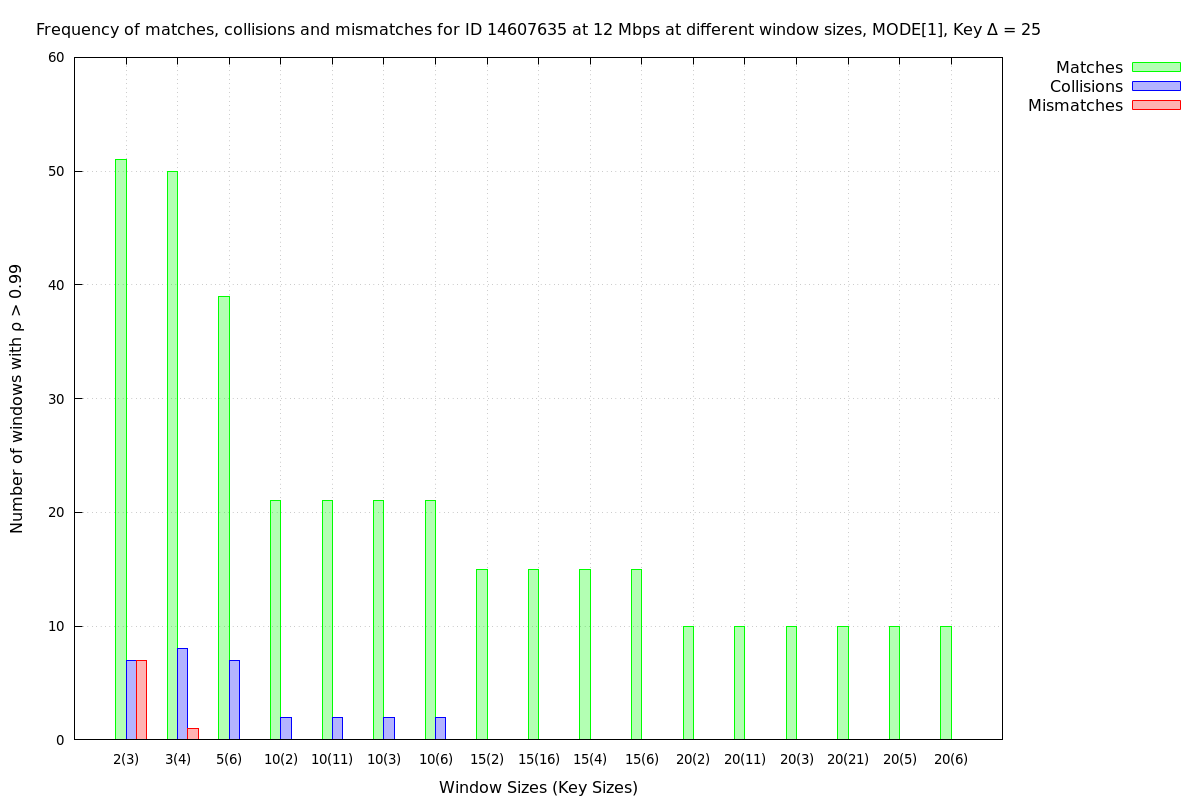 Frequency of matches, collisions and mismatches for ID 14607635 at 12 Mbps at different window sizes, MODE[1], Key Δ = 25
Matches
Collisions
Mismatches
Number of windows with ρ > 0.99
60
50
40
30
20
10
0
2(3) 3(4) 5(6) 10(2) 10(11) 10(3) 10(6) 15(2) 15(16) 15(4) 15(6) 20(2) 20(11) 20(3) 20(21) 20(5) 20(6)
Window Sizes (Key Sizes)